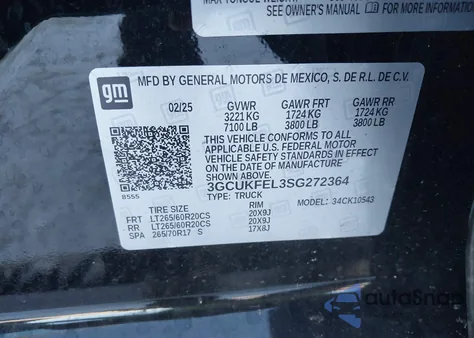 SEE OWNER'S MANUAL FOR MORE INFORMATION
gm
MFD BY GENERAL MOTORS DE MEXICO, S. DE R.L. DE C.V.
02/25 GVWR GAWR FRT GAWR RR
3221 KG 1724 KG 1724 KG
7100 LB 3800 LB 3800 LB
THIS VEHICLE CONFORMS TO ALL
APPLICABLE U.S. FEDERAL MOTOR
VEHICLE SAFETY STANDARDS IN
EFFECT ON THE DATE OF
MANUFACTURE SHOWN ABOVE.
3GCUKFEL3SG272364
TYPE: TRUCK MODEL: 34CK10543
B555
TIRE SIZE RIM
FRT LT265/60R20CS 20X9J
RR LT265/60R20CS 20X9J
SPA 265/70R17 S 17X8J
autoSnap